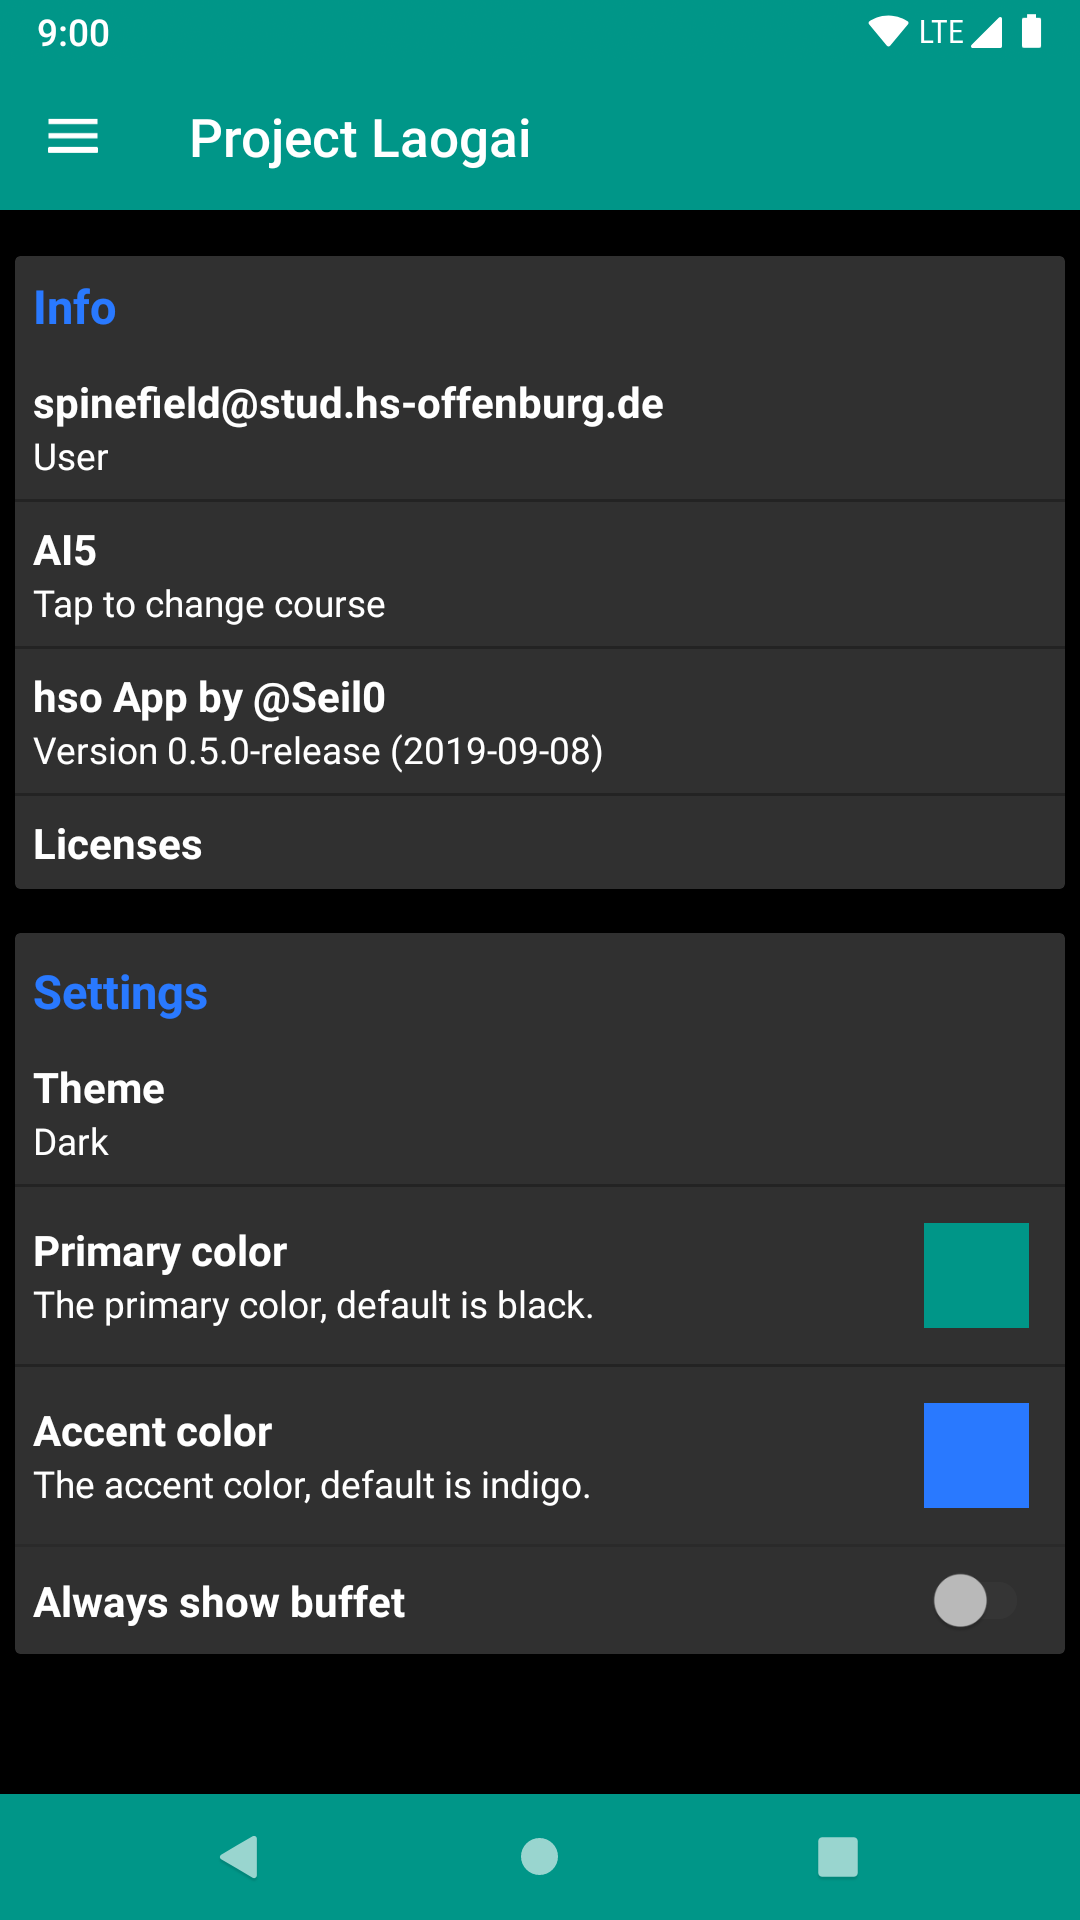 9:00
LTE
Project Laogai
Info
spinefield@stud.hs-offenburg.de
User
AI5
Tap to change course
hso App by @Seil0
Version 0.5.0-release (2019-09-08)
Licenses
Settings
Theme
Dark
Primary color
The primary color, default is black.
Accent color
The accent color, default is indigo.
Always show buffet